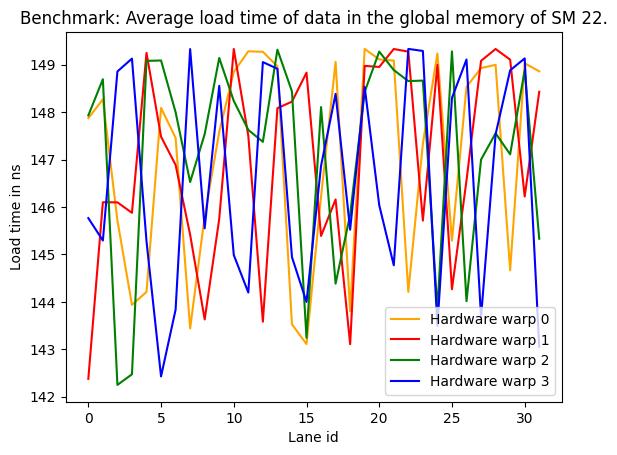 Benchmark: Average load time of data in the global memory of SM 22.
Load time in ns
149
148
147
146
145
144
143
142
0 5 10 15 20 25 30
Lane id
Hardware warp 0
Hardware warp 1
Hardware warp 2
Hardware warp 3